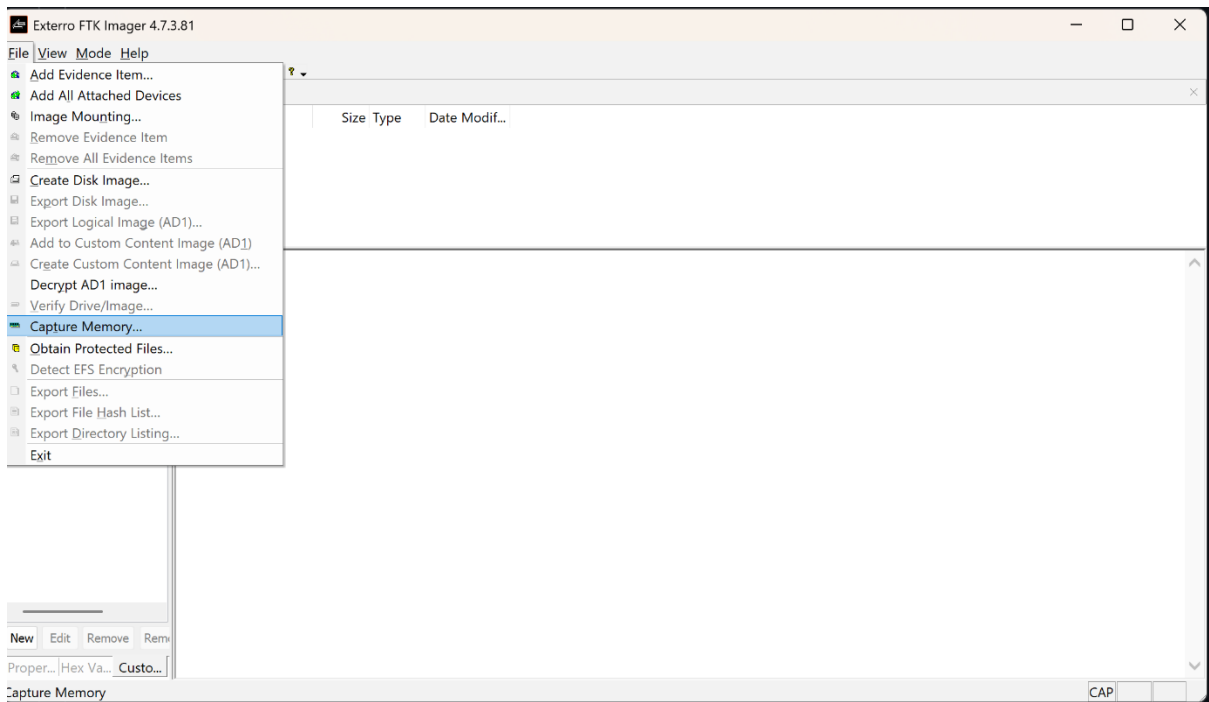 Exterro FTK Imager 4.7.3.81
File View Mode Help
Add Evidence Item...
Add All Attached Devices
Image Mounting...
Remove Evidence Item
Remove All Evidence Items
Create Disk Image...
Export Disk Image...
Export Logical Image (AD1)...
Add to Custom Content Image (AD1)
Create Custom Content Image (AD1)...
Decrypt AD1 image...
Verify Drive/Image...
Capture Memory...
Obtain Protected Files...
Detect EFS Encryption
Export Files...
Export File Hash List...
Export Directory Listing...
Exit
Size Type Date Modif...
New Edit Remove Remo
Proper... Hex Va... Custo...
Capture Memory CAP